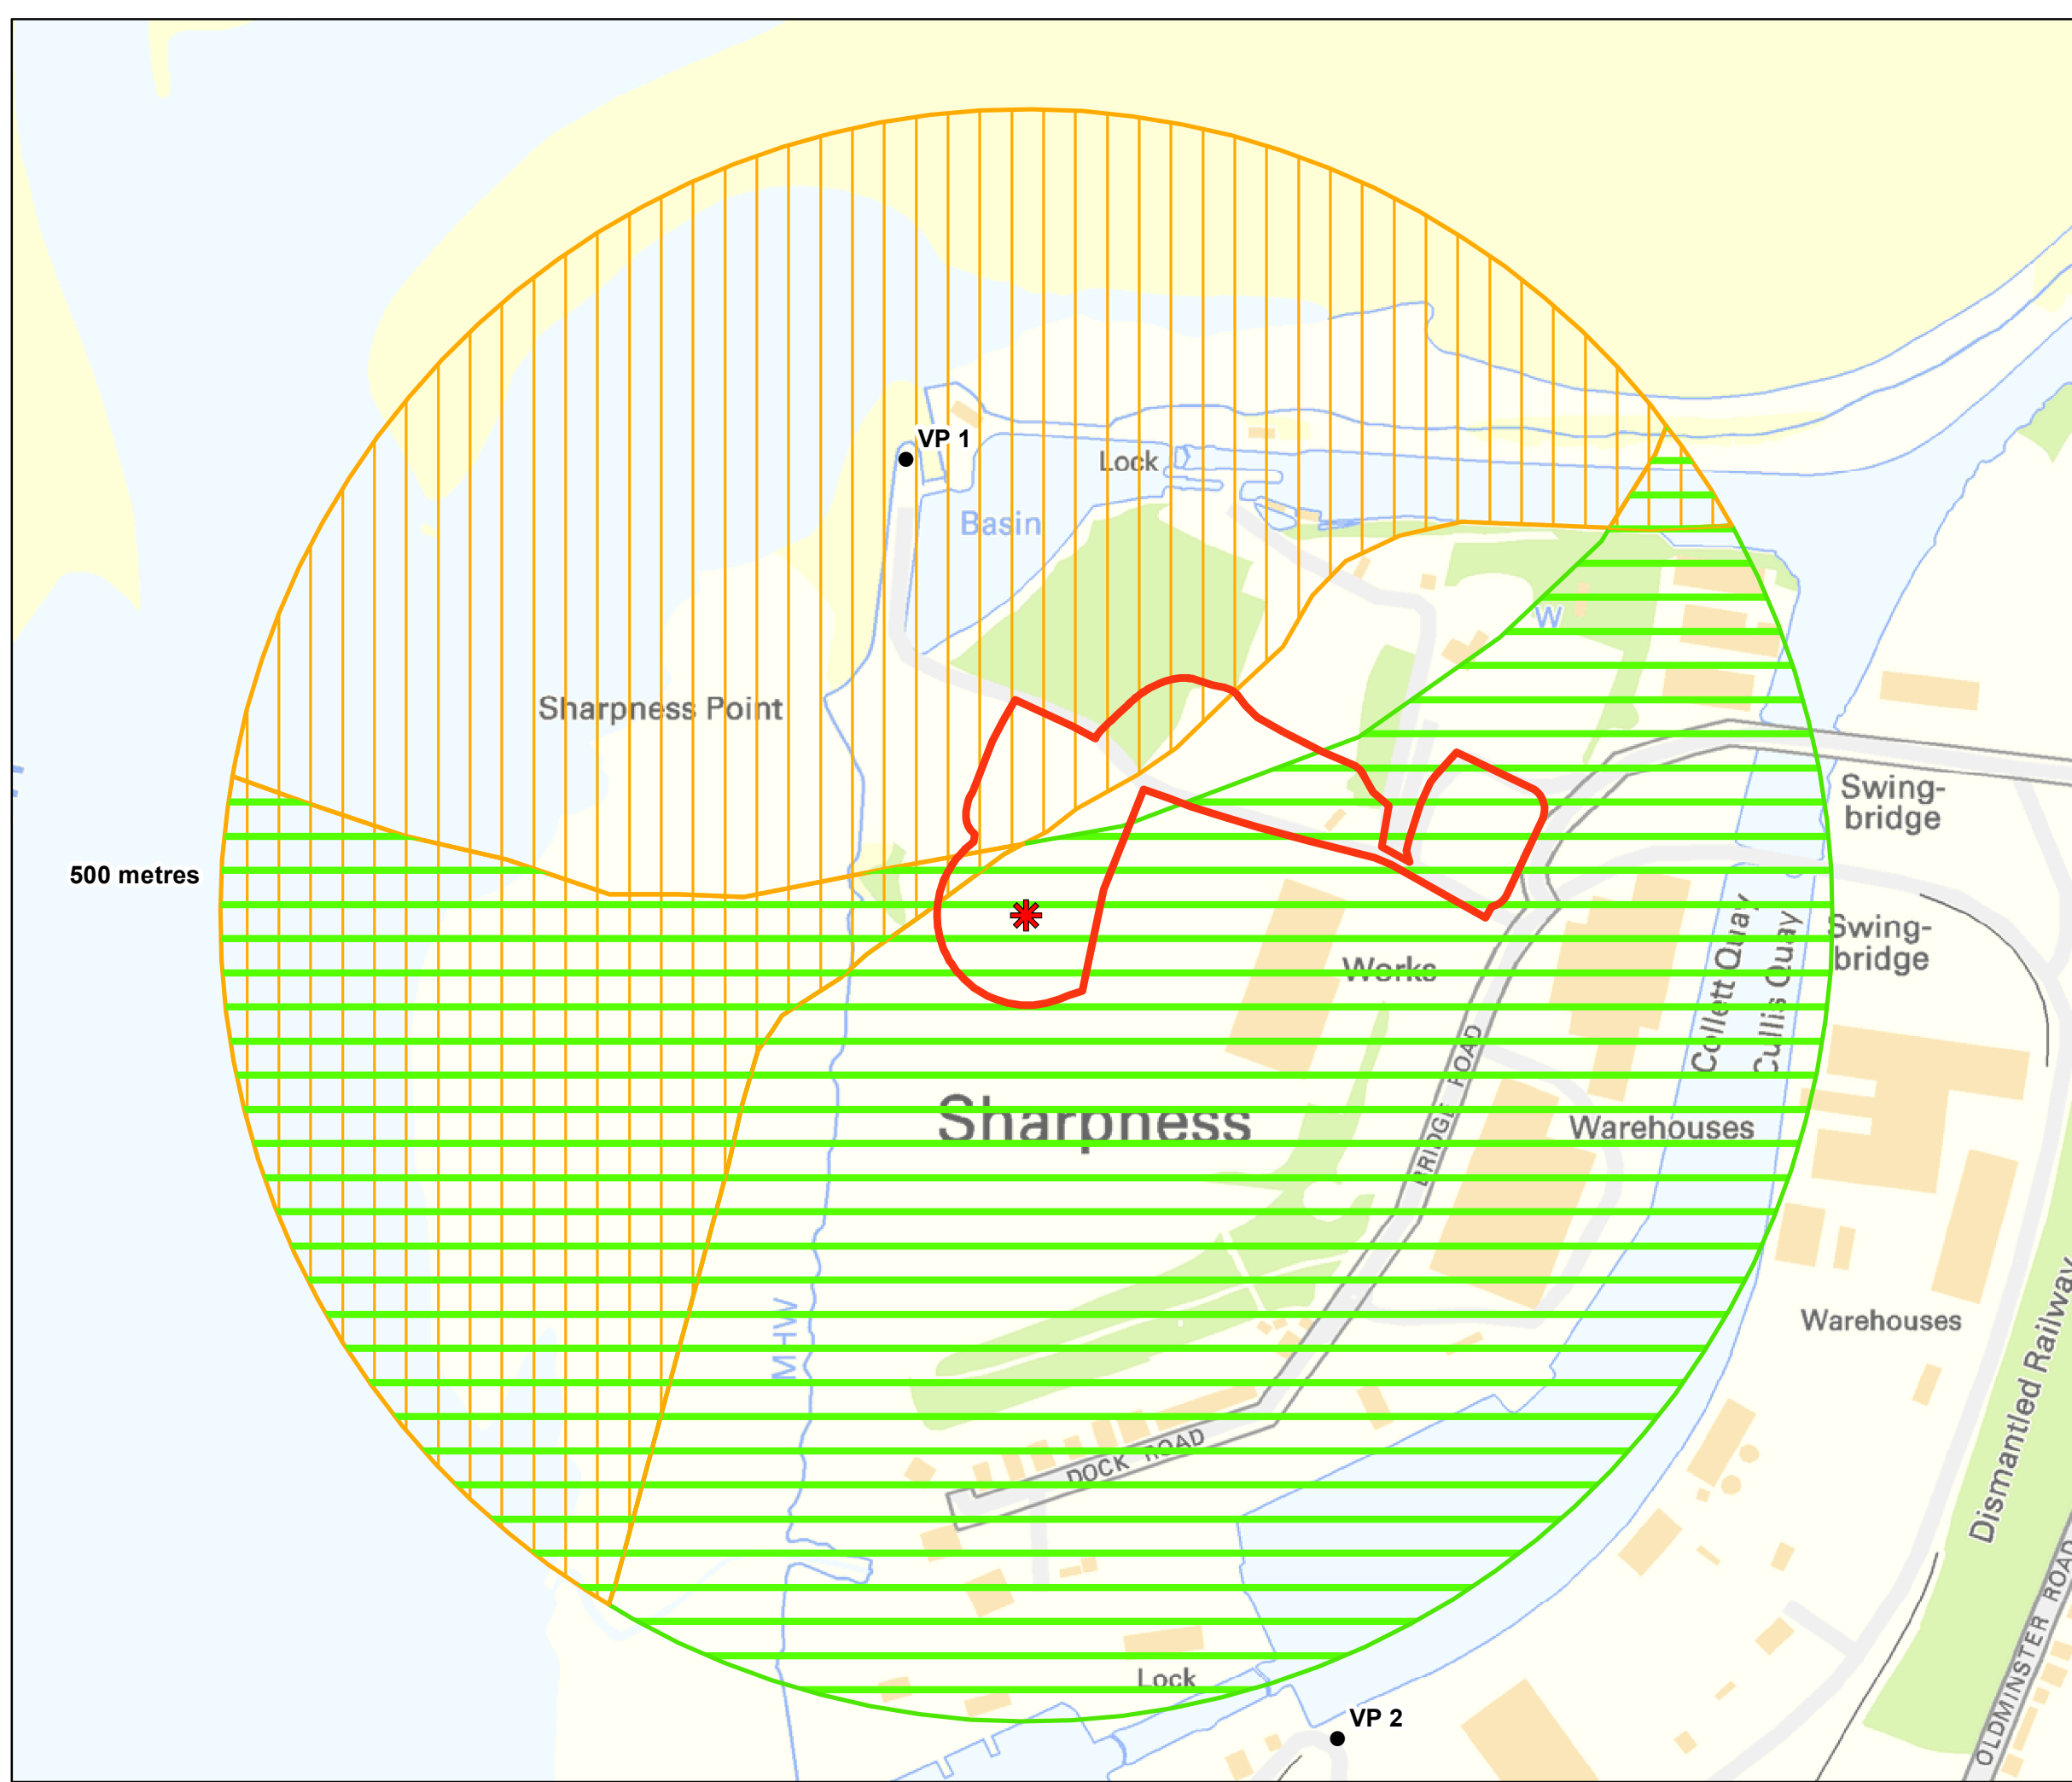 VP 1
Lock
Basin
W
Sharpness Point
Swing-
bridge
500 metres
Swing-
bridge
Works
Collett Quay
Cullis Quay
BRIDGE ROAD
Sharpness
Warehouses
MHW
Warehouses
Dismantled Railway
DOCK ROAD
OLDMINSTER ROAD
Lock
VP 2